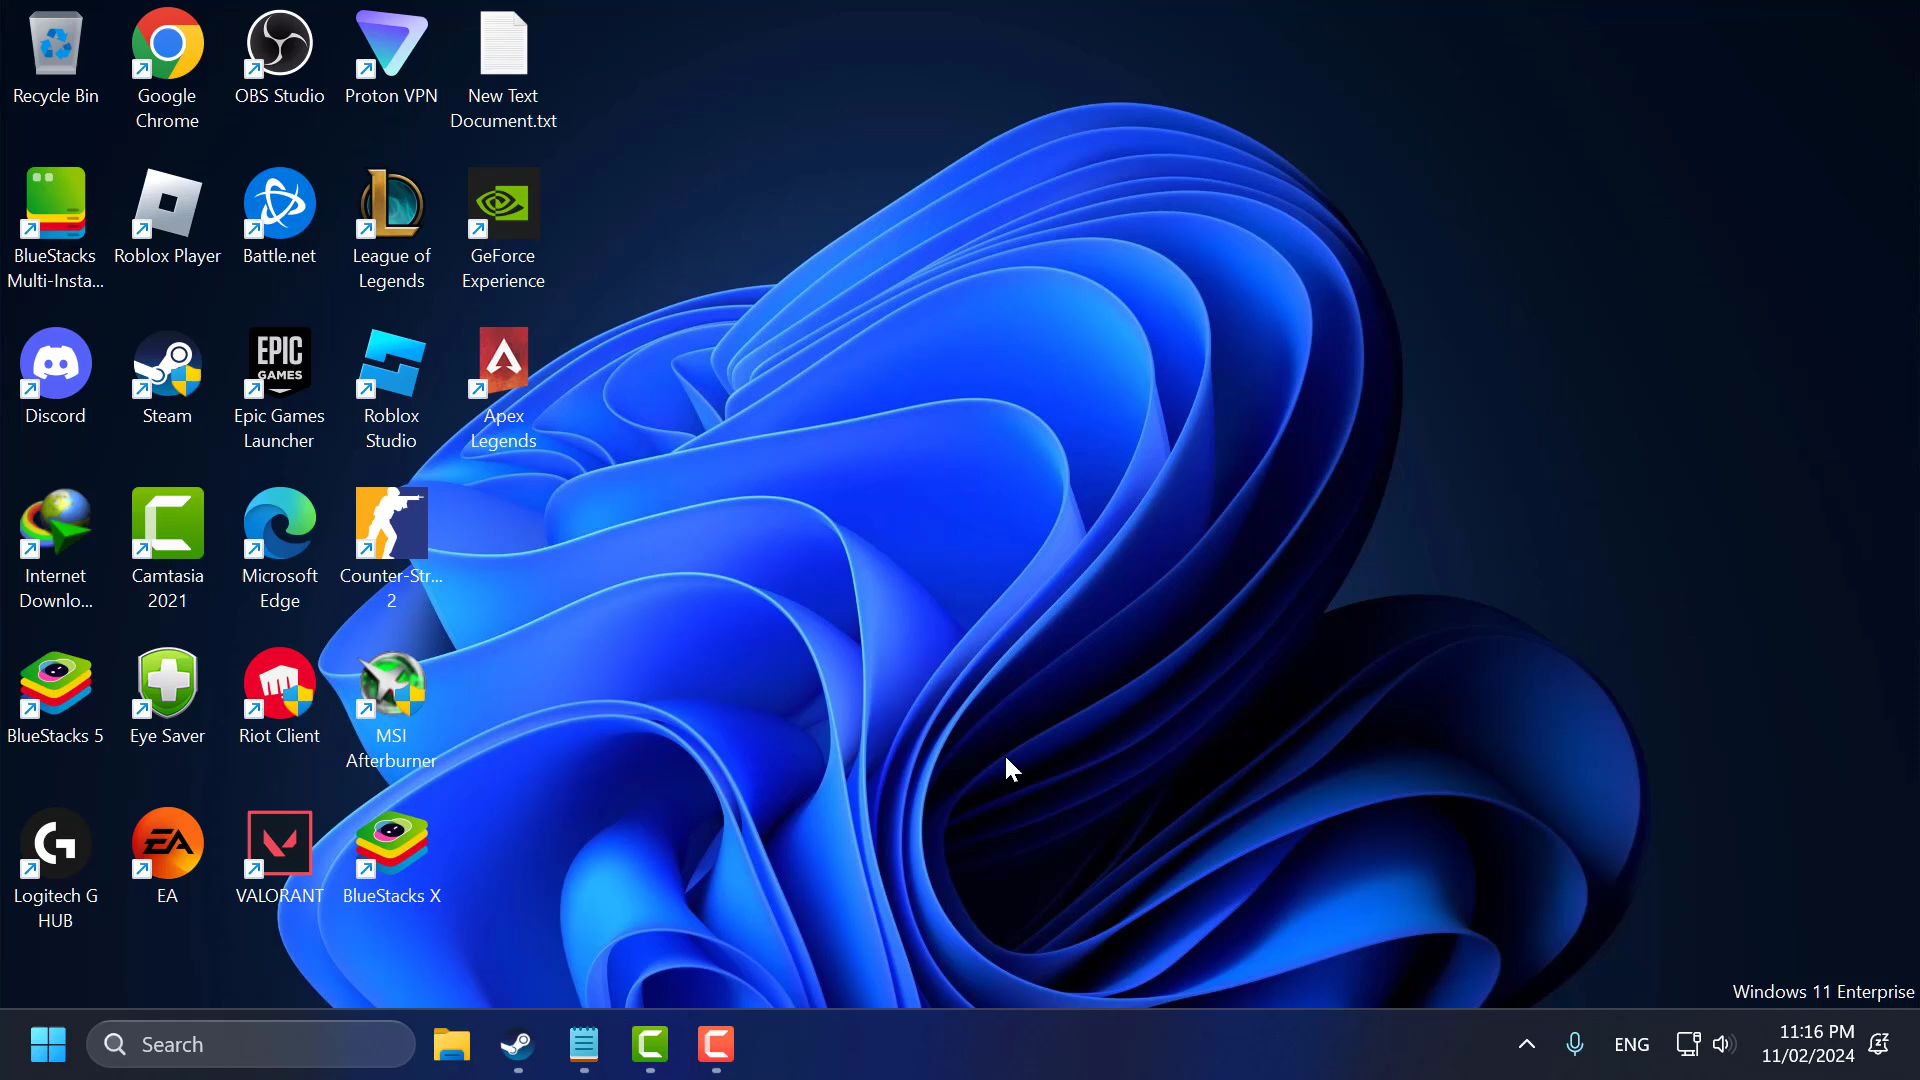 Recycle Bin
Google
Chrome
OBS Studio
Proton VPN
New Text
Document.txt
BlueStacks
Multi-Insta...
Roblox Player
Battle.net
League of
Legends
GeForce
Experience
Discord
Steam
EPIC
GAMES
Epic Games
Launcher
Roblox
Studio
Apex
Legends
Internet
Downlo...
Camtasia
2021
Microsoft
Edge
Counter-Str...
2
BlueStacks 5
Eye Saver
Riot Client
MSI
Afterburner
Logitech G
HUB
EA
EA
VALORANT
BlueStacks X
Windows 11 Enterprise
Search
ENG
11:16 PM
11/02/2024